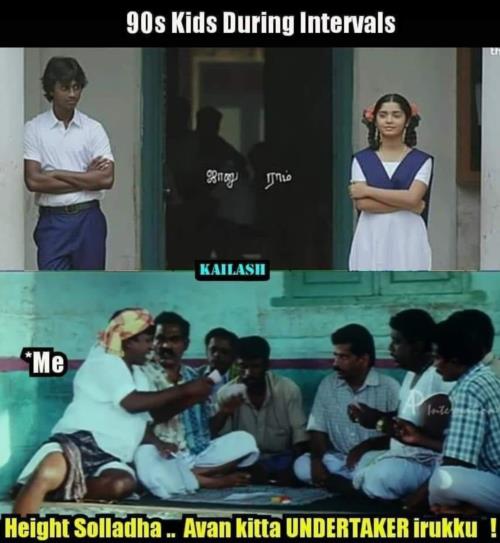 90s Kids During Intervals
ஜானு ராம்
KAILASH
*Me
Height Solladha .. Avan kitta UNDERTAKER irukku !